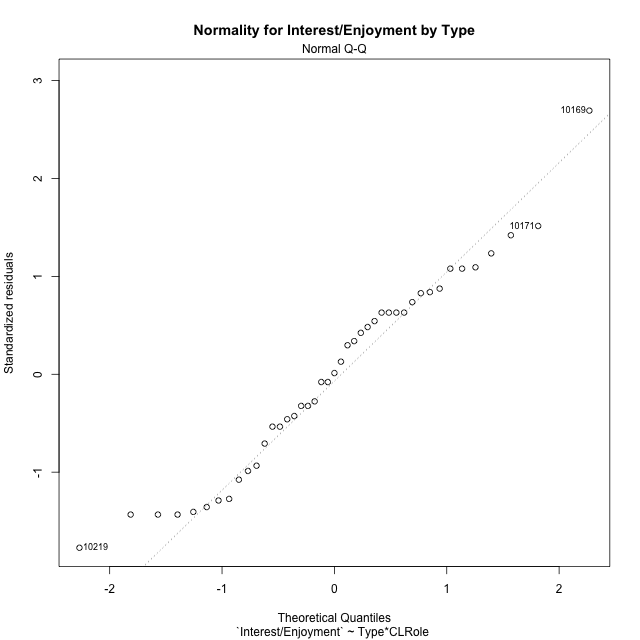 Normality for Interest/Enjoyment by Type
Normal Q-Q
3
2
1
0
-1
Standardized residuals
10169
10171
10219
-2
-1
0
1
2
Theoretical Quantiles
`Interest/Enjoyment` ~ Type*CLRole